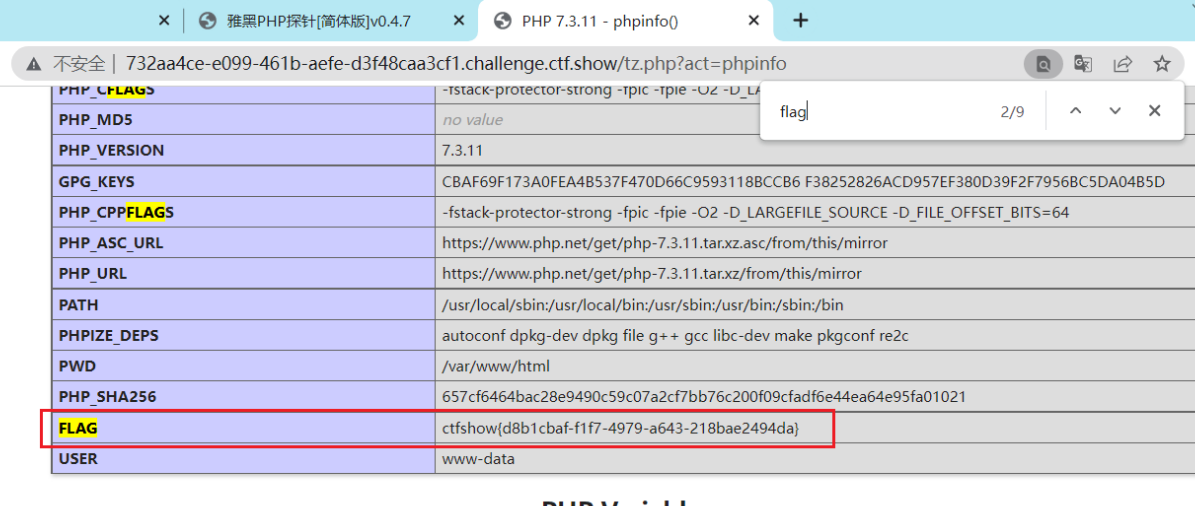 雅黑PHP探针[简体版]v0.4.7
PHP 7.3.11 - phpinfo()
不安全 | 732aa4ce-e099-461b-aefe-d3f48caa3cf1.challenge.ctf.show/tz.php?act=phpinfo
flag 2/9
PHP_CFLAGS -fstack-protector-strong -fpic -fpie -O2 -D_LA
PHP_MD5 no value
PHP_VERSION 7.3.11
GPG_KEYS CBAF69F173A0FEA4B537F470D66C9593118BCCB6 F38252826ACD957EF380D39F2F7956BC5DA04B5D
PHP_CPPFLAGS -fstack-protector-strong -fpic -fpie -O2 -D_LARGEFILE_SOURCE -D_FILE_OFFSET_BITS=64
PHP_ASC_URL https://www.php.net/get/php-7.3.11.tar.xz.asc/from/this/mirror
PHP_URL https://www.php.net/get/php-7.3.11.tar.xz/from/this/mirror
PATH /usr/local/sbin:/usr/local/bin:/usr/sbin:/usr/bin:/sbin:/bin
PHPIZE_DEPS autoconf dpkg-dev dpkg file g++ gcc libc-dev make pkgconf re2c
PWD /var/www/html
PHP_SHA256 657cf6464bac28e9490c59c07a2cf7bb76c200f09cfadf6e44ea64e95fa01021
FLAG ctfshow{d8b1cbaf-f1f7-4979-a643-218bae2494da}
USER www-data